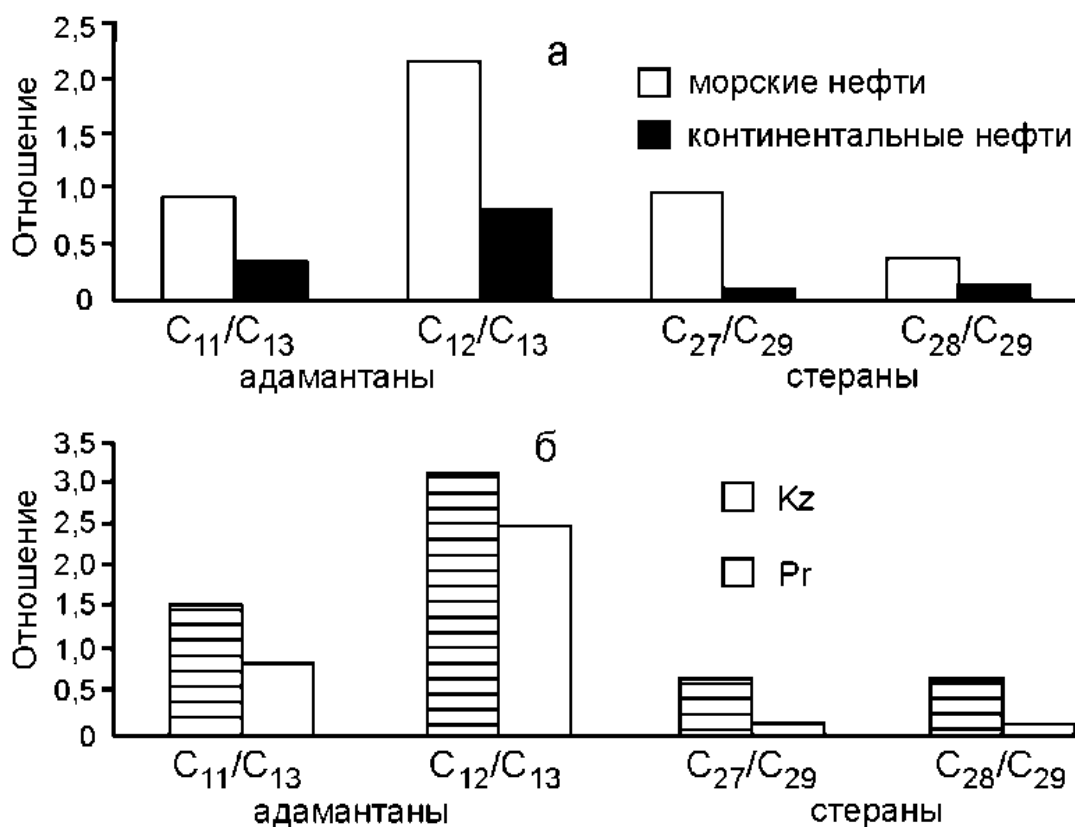 а
Отношение
2,5
2,0
1,5
1,0
0,5
0
морские нефти
континентальные нефти
C11/C13 C12/C13 C27/C29 C28/C29
адамантаны стераны
б
Отношение
3,5
3,0
2,5
2,0
1,5
1,0
0,5
0
Kz
Pr
C11/C13 C12/C13 C27/C29 C28/C29
адамантаны стераны